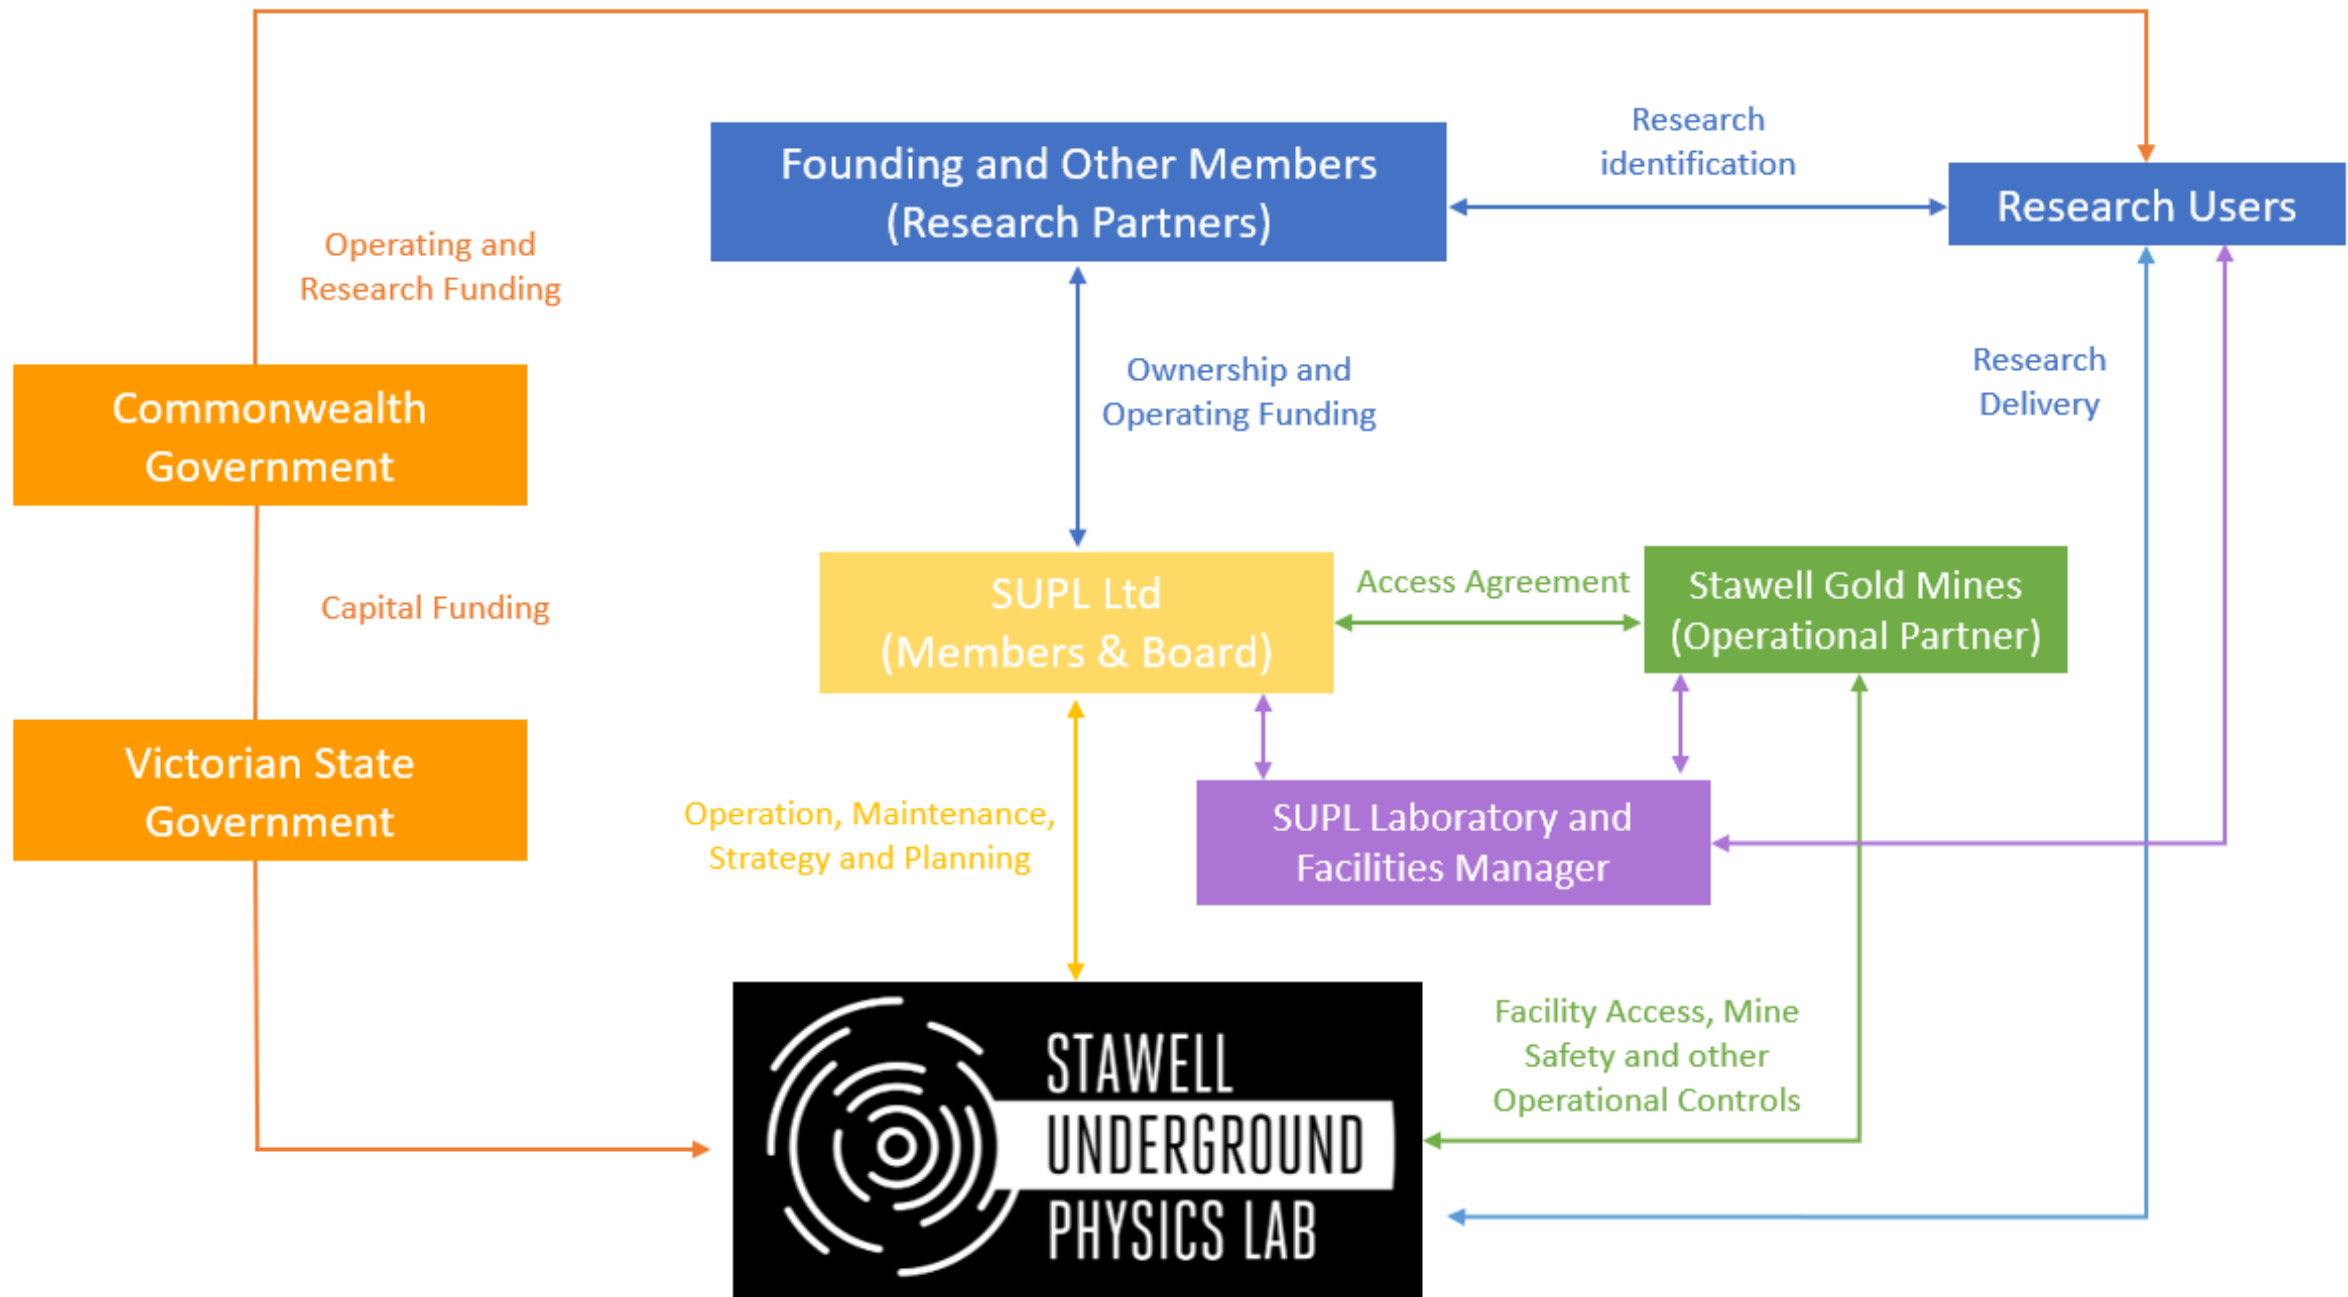 Research
identification
Founding and Other Members
(Research Partners)
Research Users
Operating and
Research Funding
Ownership and
Operating Funding
Research
Delivery
Commonwealth
Government
SUPL Ltd
(Members & Board)
Access Agreement
Stawell Gold Mines
(Operational Partner)
Capital Funding
Victorian State
Government
Operation, Maintenance,
Strategy and Planning
SUPL Laboratory and
Facilities Manager
Facility Access, Mine
Safety and other
Operational Controls
STAWELL
UNDERGROUND
PHYSICS LAB